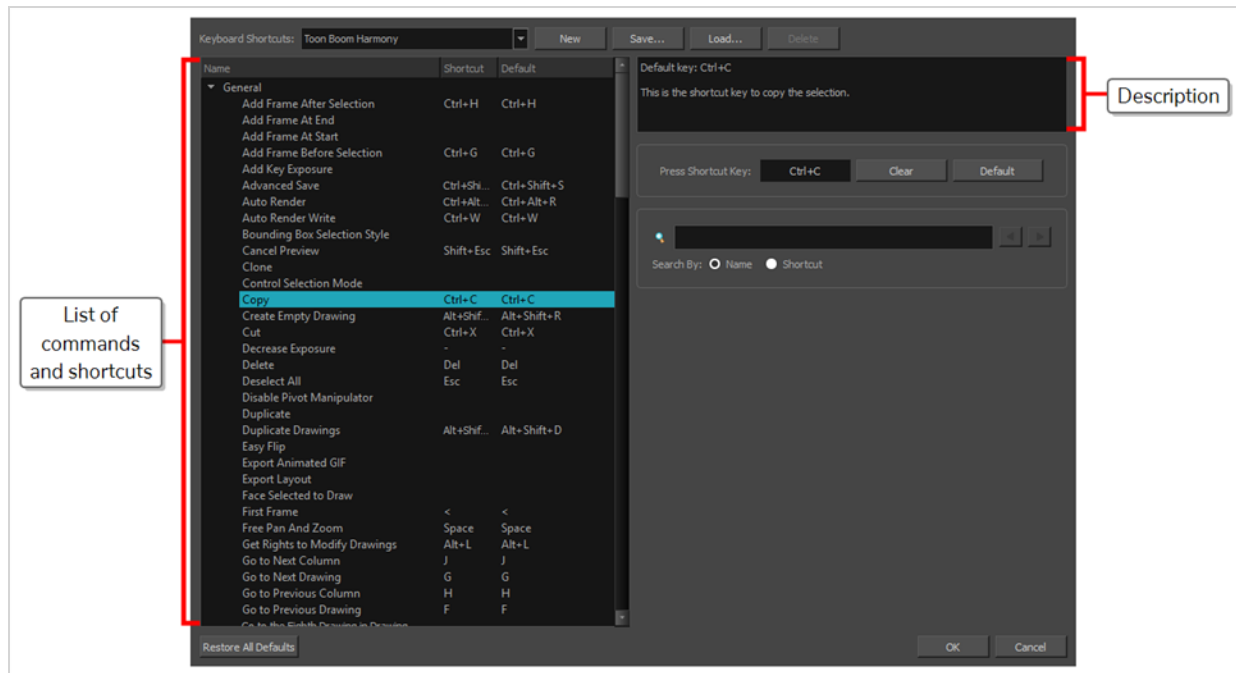 Keyboard Shortcuts: Toon Boom Harmony New Save... Load... Delete
Name Shortcut Default
General
Add Frame After Selection Ctrl+H Ctrl+H
Add Frame At End
Add Frame At Start
Add Frame Before Selection Ctrl+G Ctrl+G
Add Key Exposure
Advanced Save Ctrl+Shi... Ctrl+Shift+S
Auto Render Ctrl+Alt... Ctrl+Alt+R
Auto Render Write Ctrl+W Ctrl+W
Bounding Box Selection Style
Cancel Preview Shift+Esc Shift+Esc
Clone
Control Selection Mode
Copy Ctrl+C Ctrl+C
Create Empty Drawing Alt+Shif... Alt+Shift+R
Cut Ctrl+X Ctrl+X
Decrease Exposure - -
Delete Del Del
Deselect All Esc Esc
Disable Pivot Manipulator
Duplicate
Duplicate Drawings Alt+Shif... Alt+Shift+D
Easy Flip
Export Animated GIF
Export Layout
Face Selected to Draw
First Frame < <
Free Pan And Zoom Space Space
Get Rights to Modify Drawings Alt+L Alt+L
Go to Next Column J J
Go to Next Drawing G G
Go to Previous Column H H
Go to Previous Drawing F F
Go to the Eighth Drawing in Drawing
Default key: Ctrl+C
This is the shortcut key to copy the selection.
Press Shortcut Key: Ctrl+C Clear Default
Search By: Name Shortcut
Restore All Defaults OK Cancel
List of
commands
and shortcuts
Description